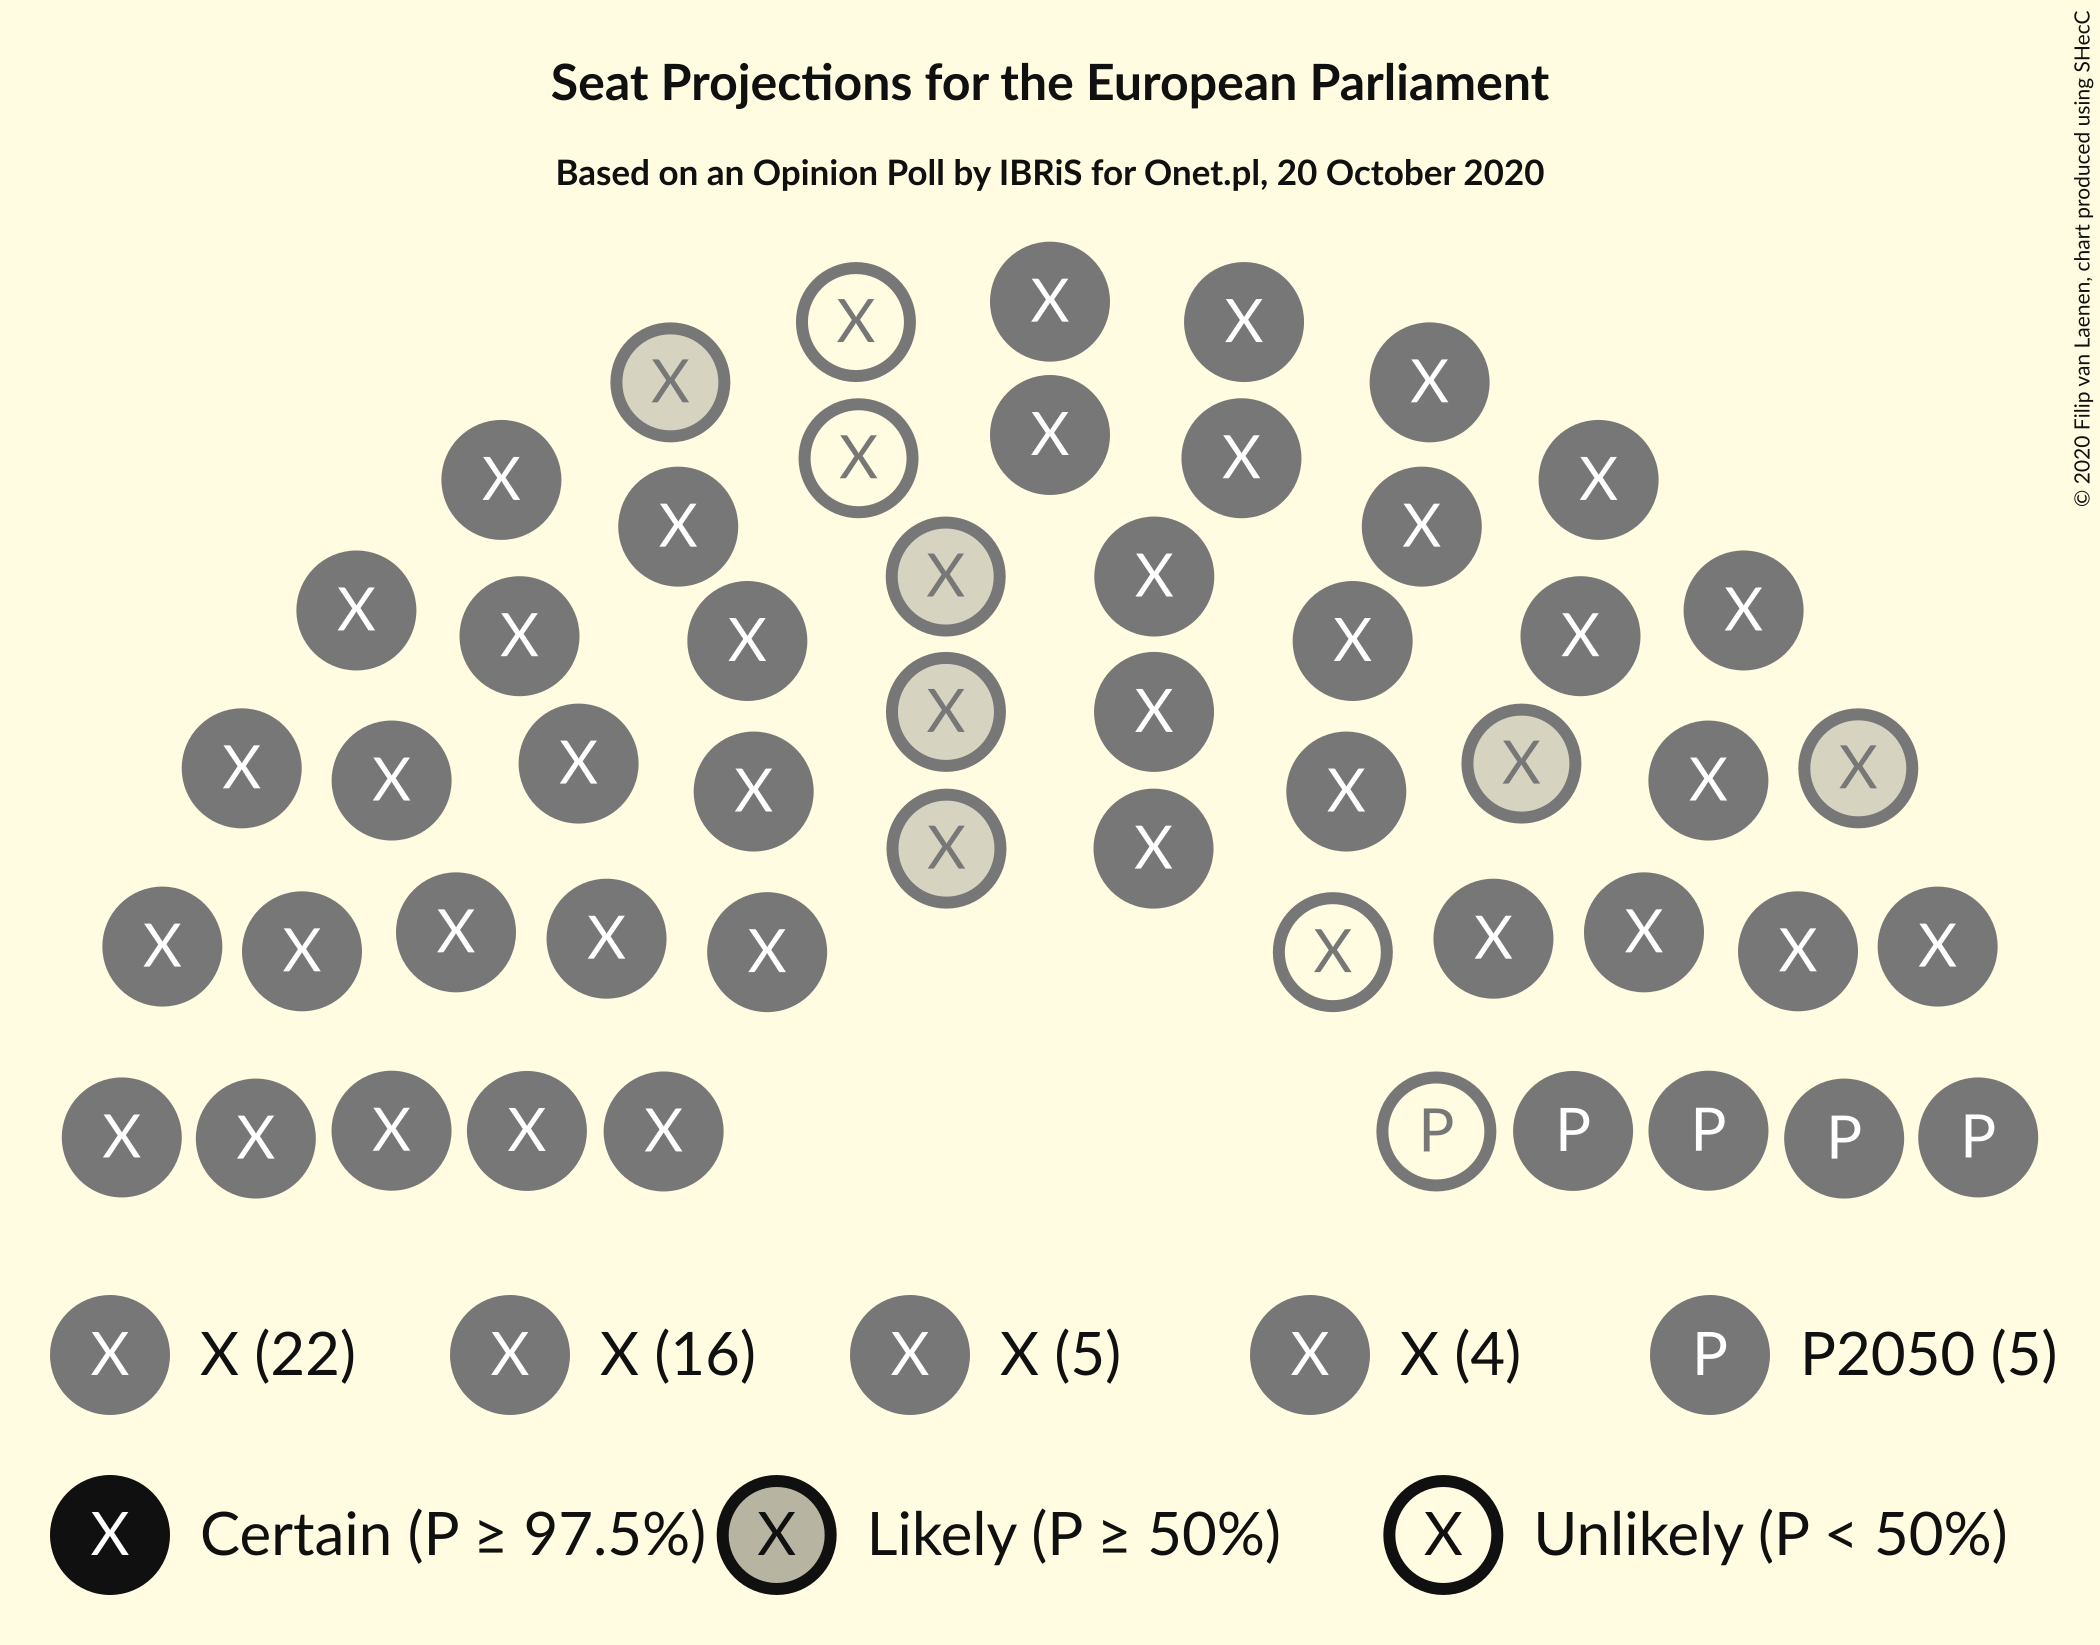 Seat Projections for the European Parliament
Based on an Opinion Poll by IBRiS for Onet.pl, 20 October 2020
© 2020 Filip van Laenen, chart produced using SHecC
X X X
X X
X X X X X
X X X X
X X X X X X
X X
X X X X X X X X
X X
X X X X X X X X X X
X X X X X P P P P P
X X (22) X X (16) X X (5) X X (4) P P2050 (5)
X Certain (P ≥ 97.5%) X Likely (P ≥ 50%) X Unlikely (P < 50%)